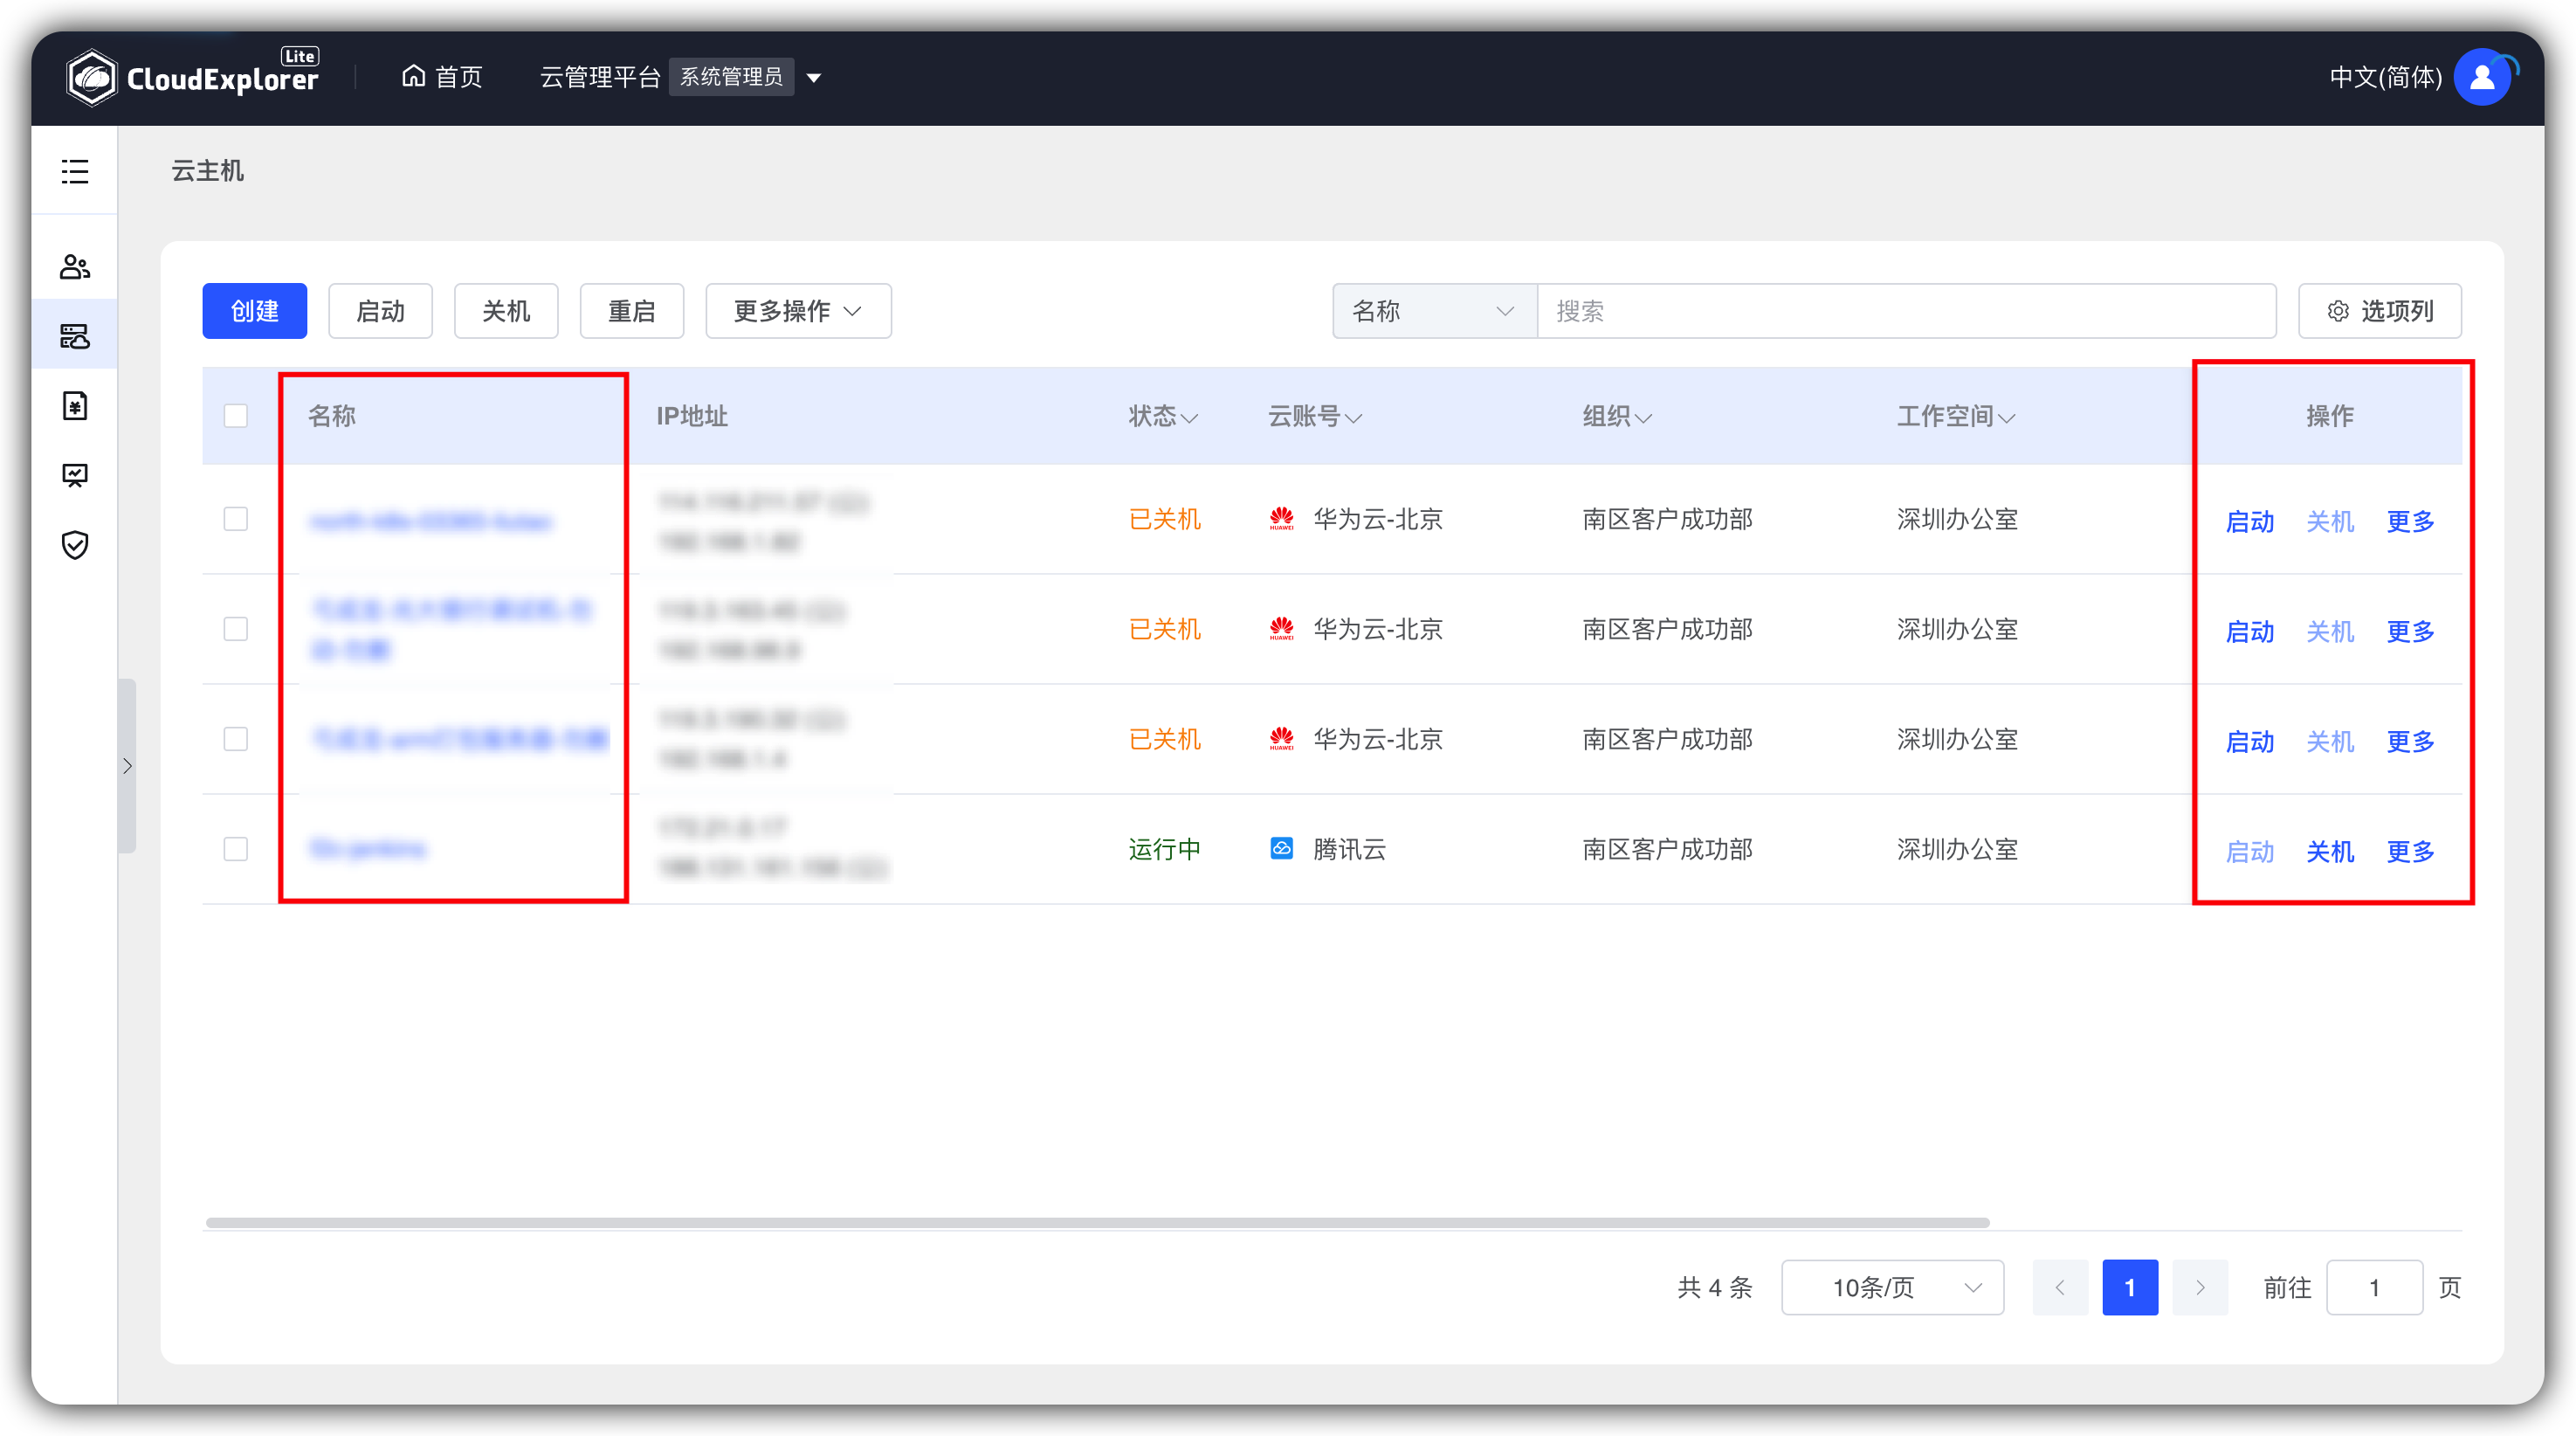 CloudExplorer Lite 首页 云管理平台 系统管理员 中文(简体)
云主机
创建 启动 关机 重启 更多操作 名称 搜索 选项列
名称 IP地址 状态 云账号 组织 工作空间 操作
已关机 HUAWEI 华为云-北京 南区客户成功部 深圳办公室 启动 关机 更多
已关机 HUAWEI 华为云-北京 南区客户成功部 深圳办公室 启动 关机 更多
已关机 HUAWEI 华为云-北京 南区客户成功部 深圳办公室 启动 关机 更多
运行中 腾讯云 南区客户成功部 深圳办公室 启动 关机 更多
共 4 条 10条/页 1 前往 1 页